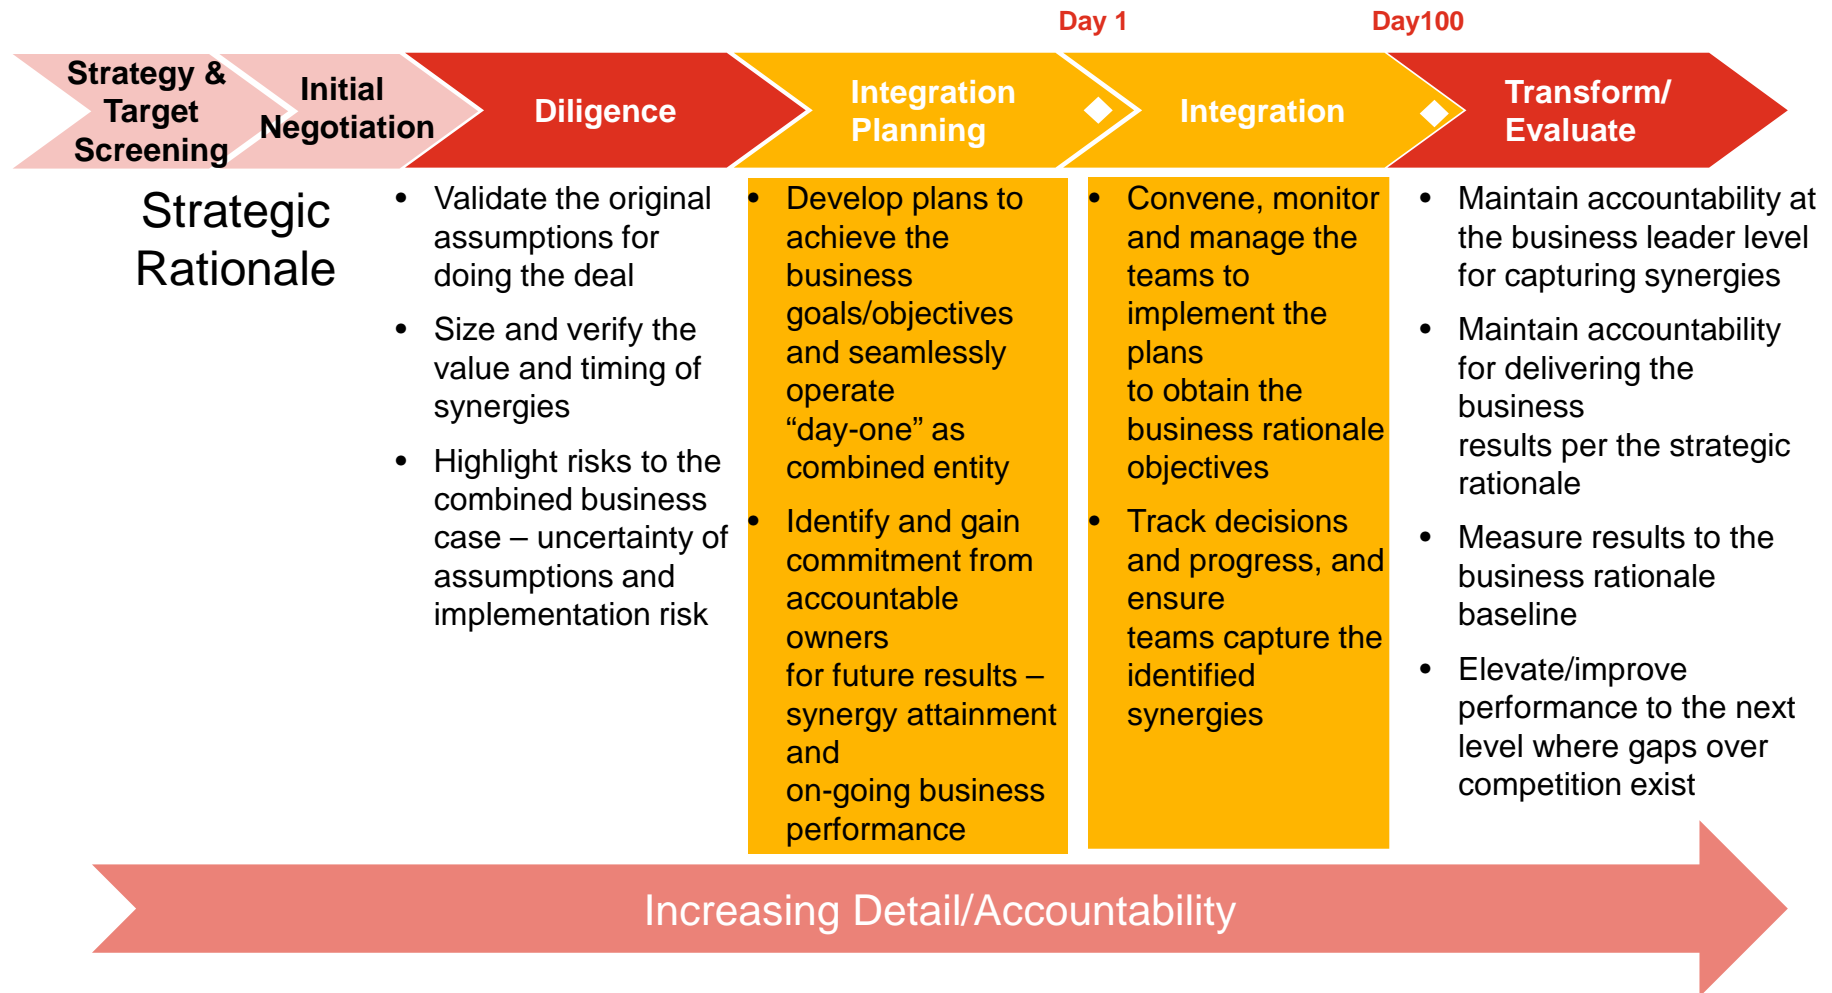 Day 1
Day100
Strategy &
Target
Screening
Initial
Negotiation
Diligence
Integration
Planning
Integration
Transform/
Evaluate
Strategic
Rationale
• Validate the original
assumptions for
doing the deal
• Size and verify the
value and timing of
synergies
• Highlight risks to the
combined business
case – uncertainty of
assumptions and
implementation risk
• Develop plans to
achieve the
business
goals/objectives
and seamlessly
operate
“day-one” as
combined entity
• Identify and gain
commitment from
accountable
owners
for future results –
synergy attainment
and
on-going business
performance
• Convene, monitor
and manage the
teams to
implement the
plans
to obtain the
business rationale
objectives
• Track decisions
and progress, and
ensure
teams capture the
identified
synergies
• Maintain accountability at
the business leader level
for capturing synergies
• Maintain accountability
for delivering the
business
results per the strategic
rationale
• Measure results to the
business rationale
baseline
• Elevate/improve
performance to the next
level where gaps over
competition exist
Increasing Detail/Accountability